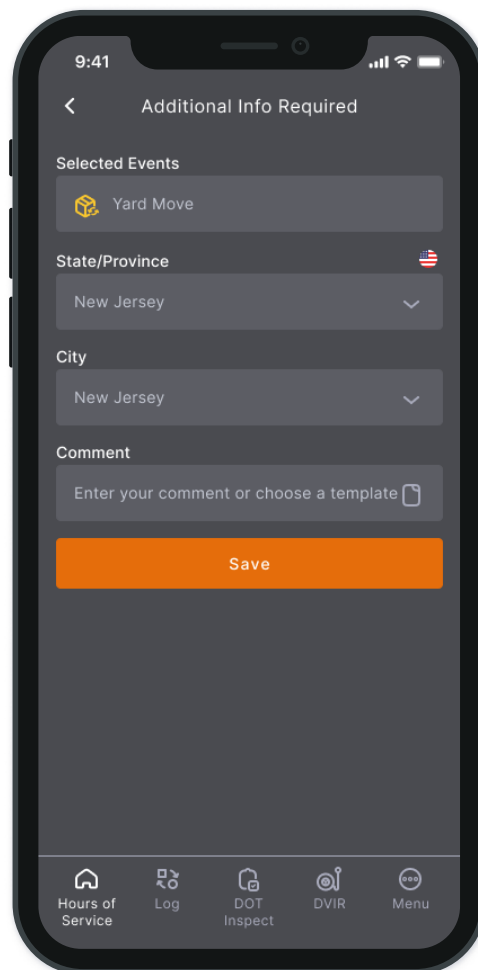 9:41
Additional Info Required
Selected Events
Yard Move
State/Province
New Jersey
City
New Jersey
Comment
Enter your comment or choose a template
Save
Hours of
Service
Log
DOT
Inspect
DVIR
Menu